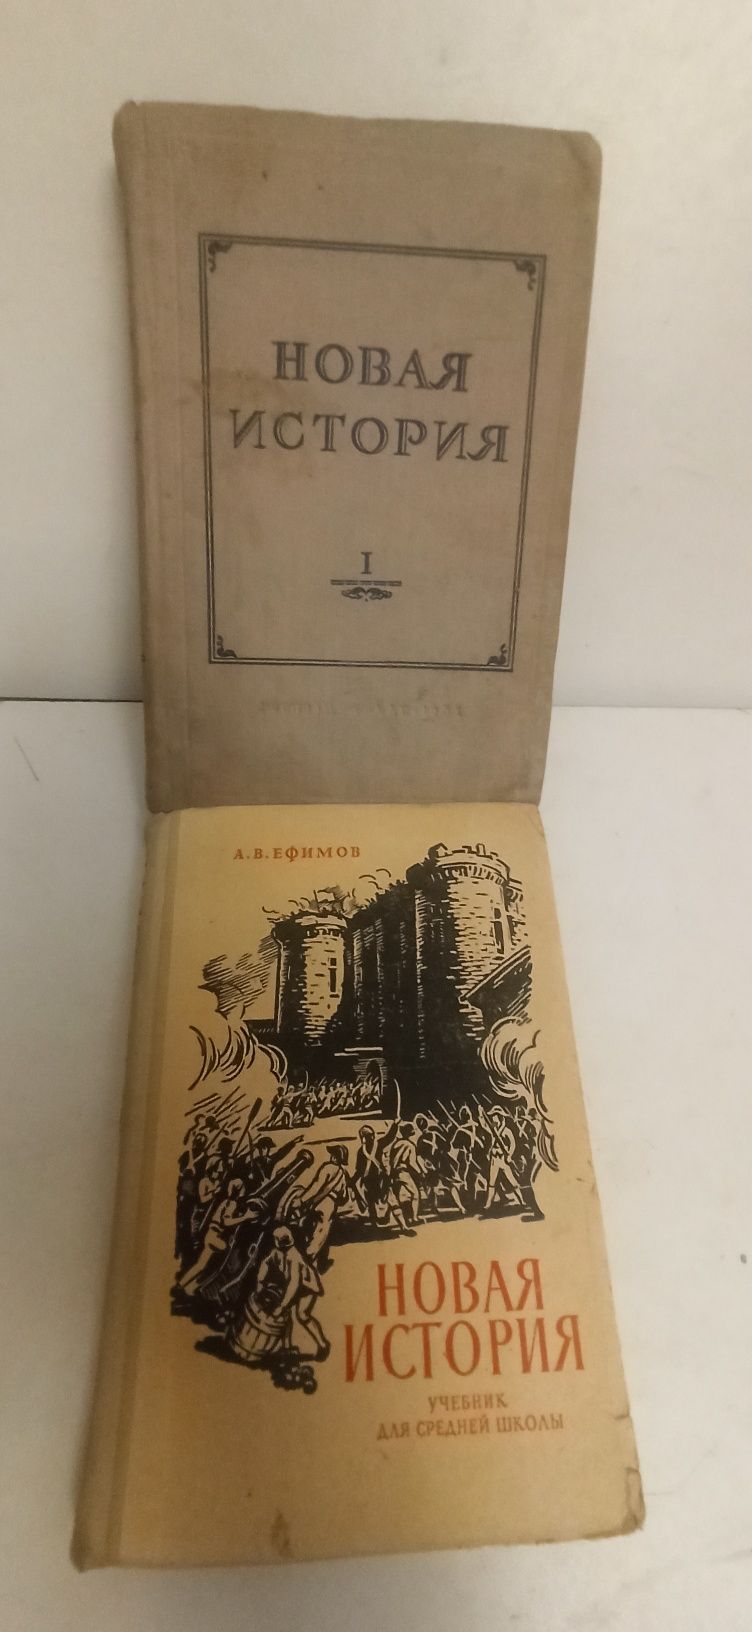 НОВАЯ
ИСТОРИЯ
I
А.В.ЕФИМОВ
НОВАЯ
ИСТОРИЯ
УЧЕБНИК
ДЛЯ СРЕДНЕЙ ШКОЛЫ